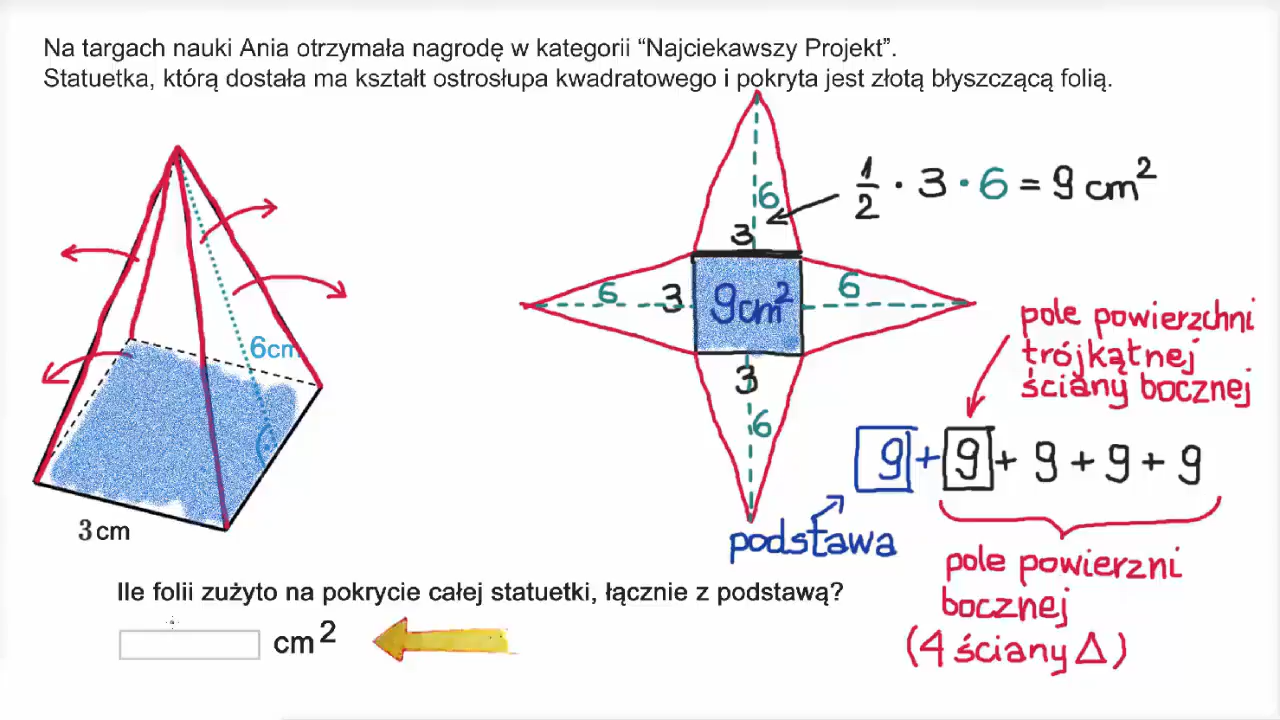 Na targach nauki Ania otrzymała nagrodę w kategorii “Najciekawszy Projekt”.
Statuetka, którą dostała ma kształt ostrosłupa kwadratowego i pokryta jest złotą błyszczącą folią.
6cm
3 cm
6
3
6
3
9cm²
6
3
6
1/2 · 3 · 6 = 9 cm²
pole powierzchni
trójkątnej
ściany bocznej
9 + 9 + 9 + 9 + 9
podstawa
pole powierzni
bocznej
(4 ściany Δ)
Ile folii zużyto na pokrycie całej statuetki, łącznie z podstawą?
cm²